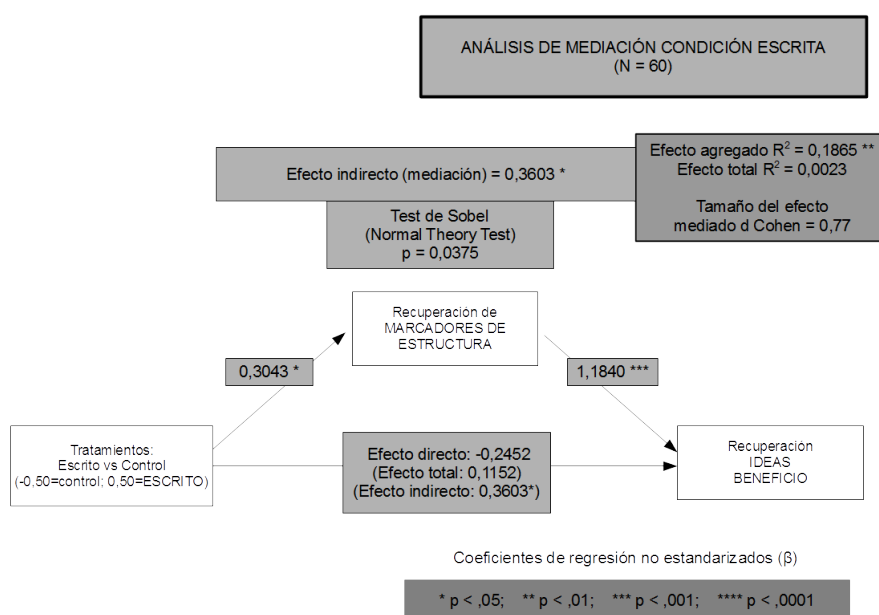 ANÁLISIS DE MEDIACIÓN CONDICIÓN ESCRITA
(N = 60)
Efecto indirecto (mediación) = 0,3603 *
Efecto agregado R² = 0,1865 **
Efecto total R² = 0,0023
Tamaño del efecto
mediado d Cohen = 0,77
Test de Sobel
(Normal Theory Test)
p = 0,0375
Recuperación de
MARCADORES DE
ESTRUCTURA
0,3043 *
1,1840 ***
Tratamientos:
Escrito vs Control
(-0,50=control; 0,50=ESCRITO)
Efecto directo: -0,2452
(Efecto total: 0,1152)
(Efecto indirecto: 0,3603*)
Recuperación
IDEAS
BENEFICIO
Coeficientes de regresión no estandarizados (β)
* p < ,05; ** p < ,01; *** p < ,001; **** p < ,0001